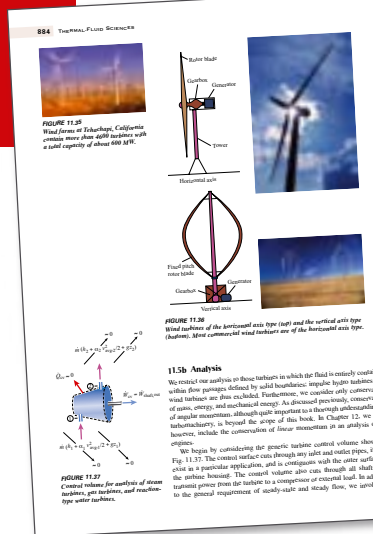 884 THERMAL-FLUID SCIENCES
FIGURE 11.35
Wind farms at Tehachapi, California
contain more than 4600 turbines with
a total capacity of about 600 MW.
Rotor blade
Gearbox
Generator
Tower
Horizontal axis
Fixed pitch
rotor blade
Gearbox
Generator
Vertical axis
FIGURE 11.36
Wind turbines of the horizontal axis type (top) and the vertical axis type
(bottom). Most commercial wind turbines are of the horizontal axis type.
FIGURE 11.37
Control volume for analysis of steam
turbines, gas turbines, and reaction-
type water turbines.
11.5b Analysis
We restrict our analysis to those turbines in which the fluid is entirely contai
within flow passages defined by solid boundaries; impulse hydro turbines
wind turbines are thus excluded. Furthermore, we consider only conserva
of mass, energy, and mechanical energy. As discussed previously, conserva
of angular momentum, although quite important to a thorough understandin
turbomachinery, is beyond the scope of this book. In Chapter 12, we
however, include the conservation of linear momentum in an analysis of
engines.
We begin by considering the generic turbine control volume show
Fig. 11.37. The control surface cuts through any inlet and outlet pipes, i
exist in a particular application, and is contiguous with the outer surfa
the turbine housing. The control volume also cuts through all shaft
transmit power from the turbine to a compressor or external load. In ad
to the general requirement of steady-state and steady flow, we invol